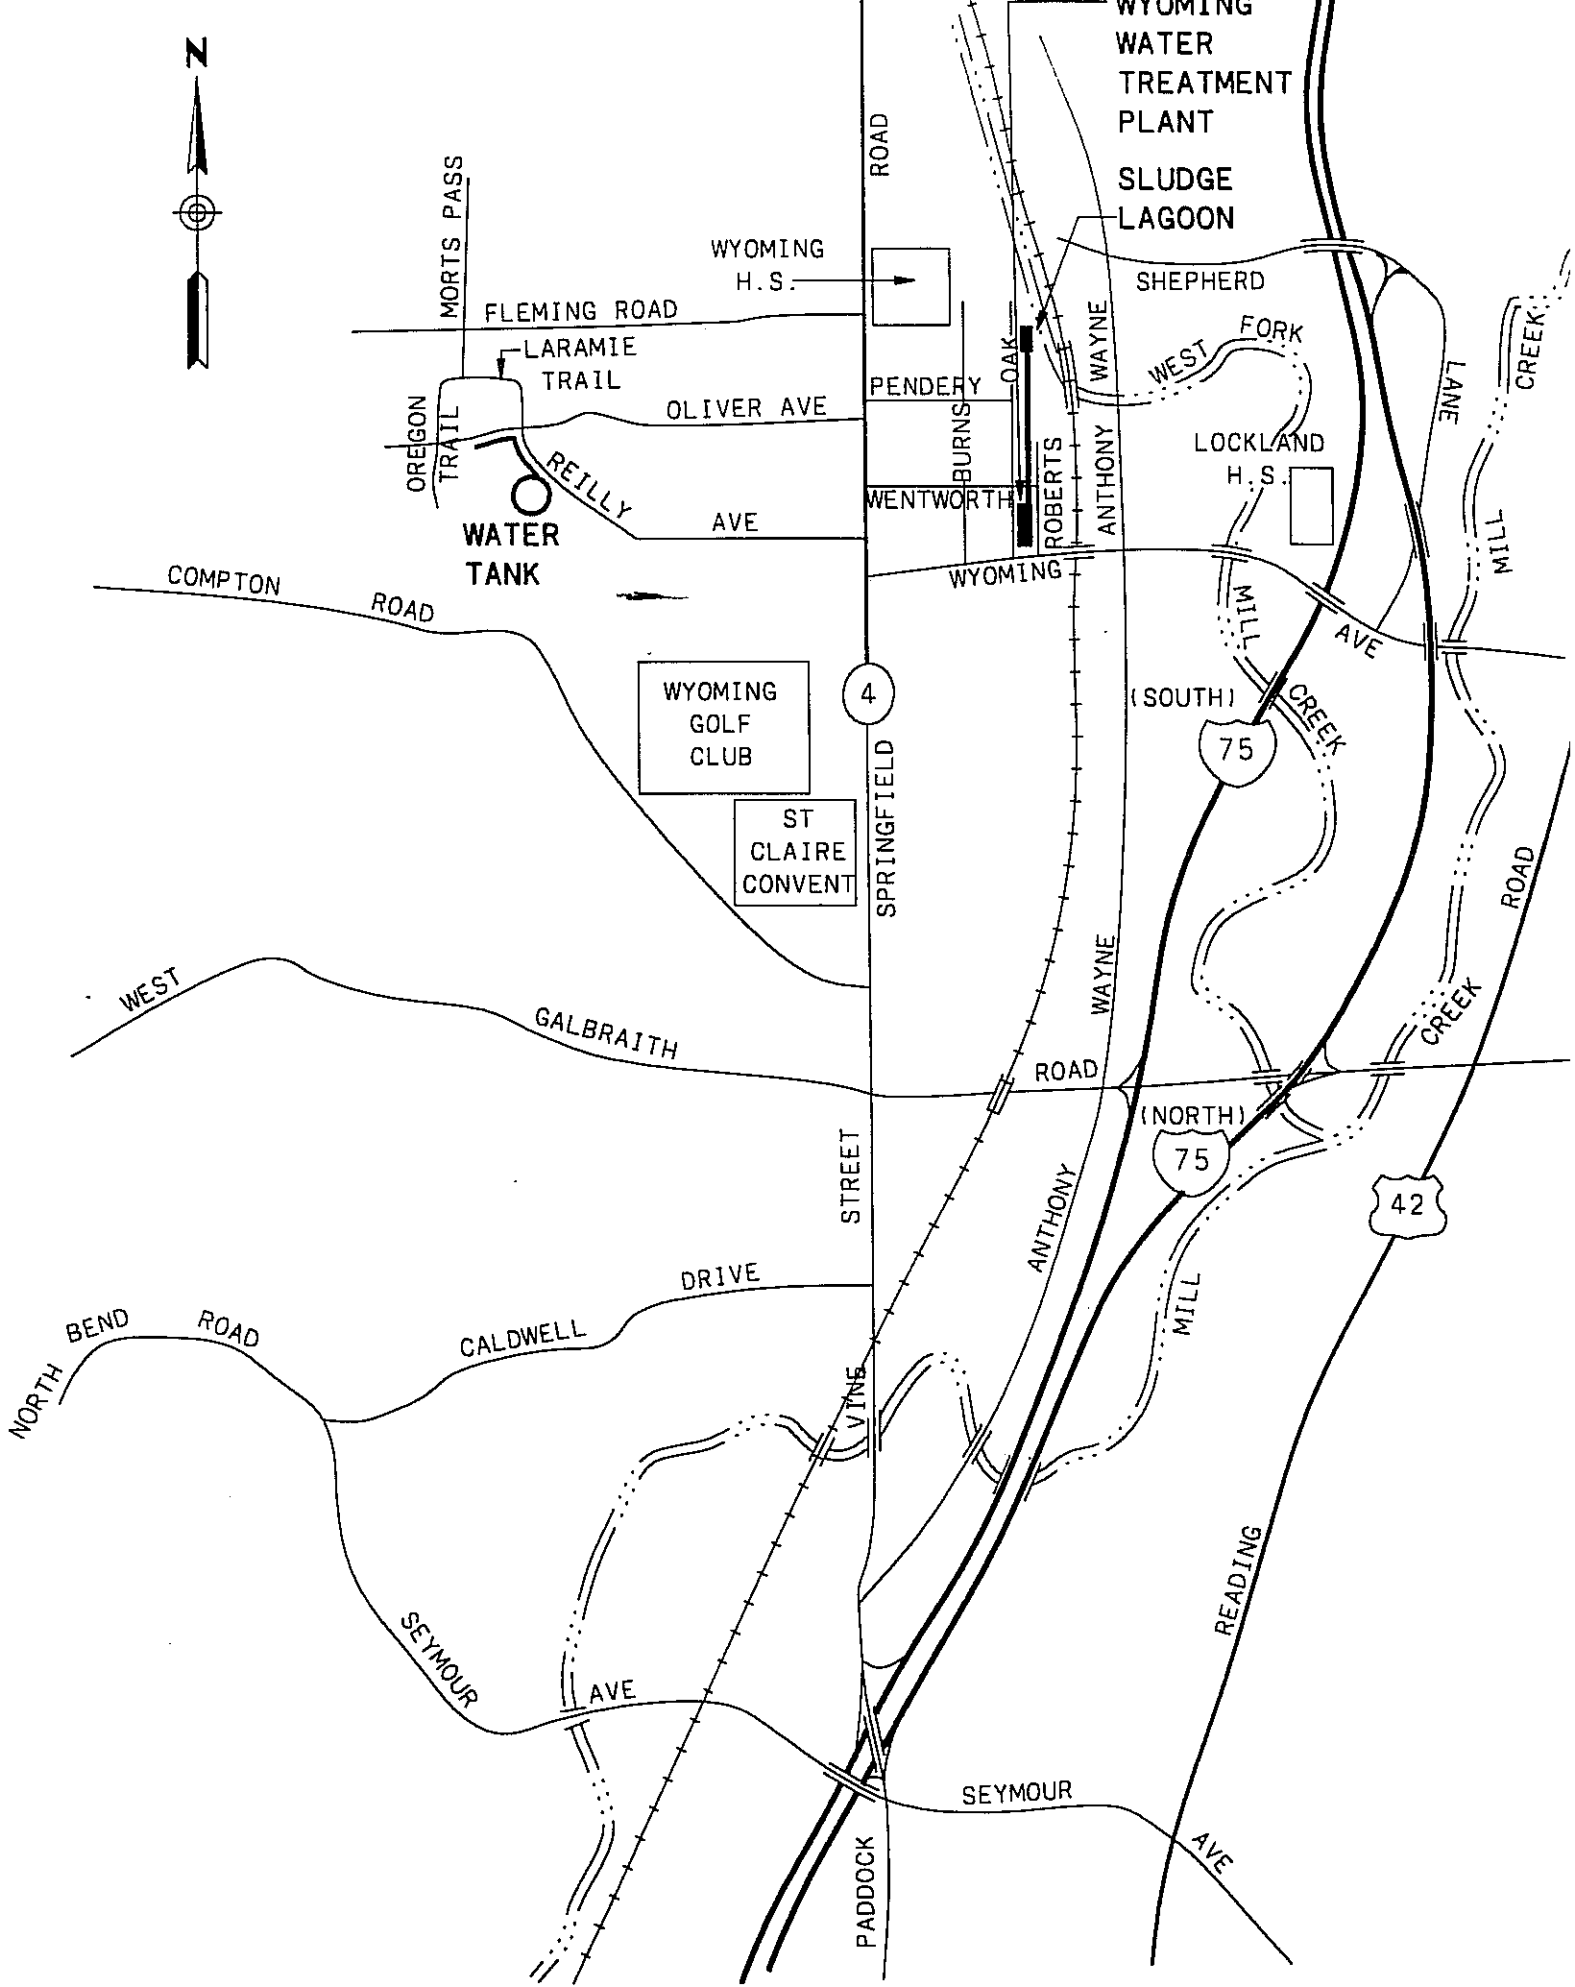 WYOMING
WATER
TREATMENT
PLANT
SLUDGE
LAGOON
N
ROAD
MORTS PASS
WYOMING
H.S.
SHEPHERD
FLEMING ROAD
LARAMIE
TRAIL
OAK
WAYNE
WEST
FORK
CREEK
PENDERY
OLIVER AVE
LANE
OREGON
TRAIL
BURNS
LOCKLAND
H.S.
REILLY
AVE
WENTWORTH
ROBERTS
ANTHONY
MILL
WATER
TANK
WYOMING
AVE
COMPTON
ROAD
MILL
CREEK
WYOMING
GOLF
CLUB
4
(SOUTH)
75
ST
CLAIRE
CONVENT
SPRINGFIELD
ROAD
WEST
GALBRAITH
ROAD
WAYNE
CREEK
(NORTH)
75
42
STREET
ANTHONY
MILL
DRIVE
CALDWELL
NORTH
BEND
ROAD
VINE
READING
SEYMOUR
AVE
SEYMOUR
AVE
PADDOCK